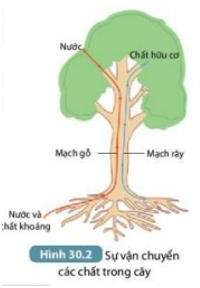 Nước
Chất hữu cơ
Mạch gỗ
Mạch rây
Nước và
chất khoáng
Hình 30.2 Sự vận chuyển
các chất trong cây